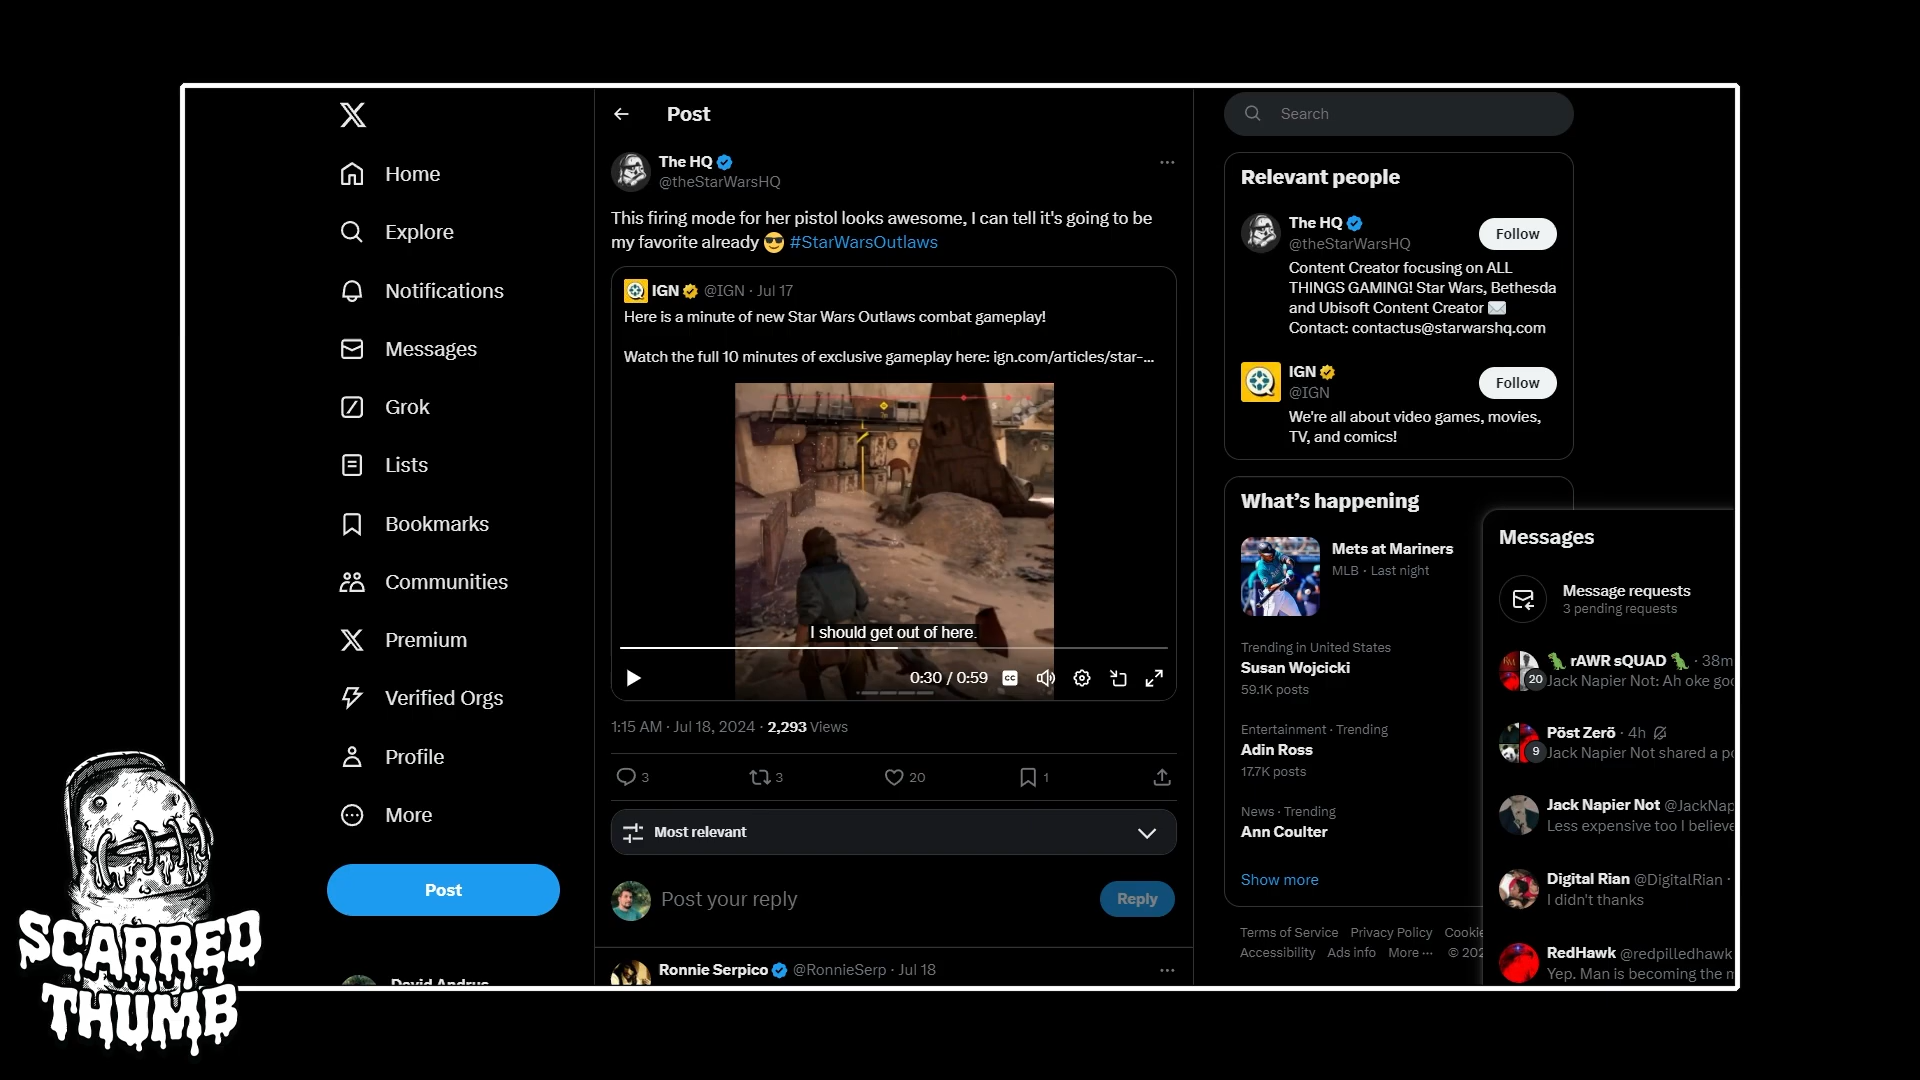 Home
Explore
Notifications
Messages
Grok
Lists
Bookmarks
Communities
Premium
Verified Orgs
Profile
More
Post
David Andrus
SCARRED
THUMB
Post
The HQ
@theStarWarsHQ
This firing mode for her pistol looks awesome, I can tell it's going to be
my favorite already 😎 #StarWarsOutlaws
IGN @IGN · Jul 17
Here is a minute of new Star Wars Outlaws combat gameplay!
Watch the full 10 minutes of exclusive gameplay here: ign.com/articles/star-...
I should get out of here.
0:30 / 0:59
CC
1:15 AM · Jul 18, 2024 · 2,293 Views
3 3 20 1
Most relevant
Post your reply
Reply
Ronnie Serpico @RonnieSerp · Jul 18
Search
Relevant people
The HQ
@theStarWarsHQ
Follow
Content Creator focusing on ALL
THINGS GAMING! Star Wars, Bethesda
and Ubisoft Content Creator ✉️
Contact: contactus@starwarshq.com
IGN
@IGN
Follow
We're all about video games, movies,
TV, and comics!
What's happening
Mets at Mariners
MLB · Last night
Trending in United States
Susan Wojcicki
59.1K posts
Entertainment · Trending
Adin Ross
17.7K posts
News · Trending
Ann Coulter
Show more
Terms of Service Privacy Policy Cookie
Accessibility Ads info More ··· © 202
Messages
Message requests
3 pending requests
🦖 rAWR sQUAD 🦖 · 38m
20
Jack Napier Not: Ah oke goo
Pöst Zerö · 4h
9
Jack Napier Not shared a po
Jack Napier Not @JackNap
Less expensive too I believe
Digital Rian @DigitalRian ·
I didn't thanks
RedHawk @redpilledhawk
Yep. Man is becoming the m